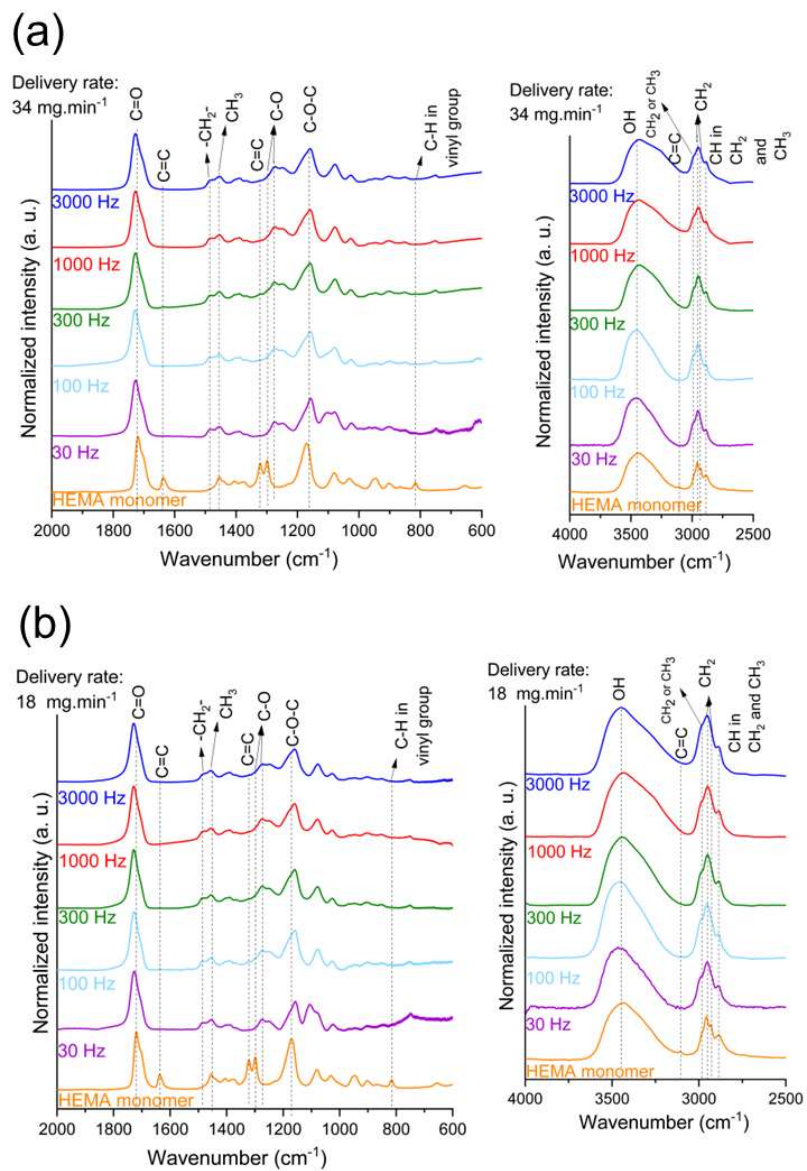 (a)
Delivery rate:
34 mg.min⁻¹
C=O
C=C
-CH₂-
CH₃
C=C
C-O
C-O-C
C-H in
vinyl group
3000 Hz
1000 Hz
300 Hz
100 Hz
30 Hz
HEMA monomer
Normalized intensity (a. u.)
2000 1800 1600 1400 1200 1000 800 600
Wavenumber (cm⁻¹)
Delivery rate:
34 mg.min⁻¹
OH
CH₂ or CH₃
C=C
CH₂
CH in
CH₂
and
CH₃
3000 Hz
1000 Hz
300 Hz
100 Hz
30 Hz
HEMA monomer
Normalized intensity (a. u.)
4000 3500 3000 2500
Wavenumber (cm⁻¹)
(b)
Delivery rate:
18 mg.min⁻¹
C=O
C=C
-CH₂-
CH₃
C=C
C-O
C-O-C
C-H in
vinyl group
3000 Hz
1000 Hz
300 Hz
100 Hz
30 Hz
HEMA monomer
Normalized intensity (a. u.)
2000 1800 1600 1400 1200 1000 800 600
Wavenumber (cm⁻¹)
Delivery rate:
18 mg.min⁻¹
OH
CH₂ or CH₃
C=C
CH₂
CH in
CH₂ and CH₃
3000 Hz
1000 Hz
300 Hz
100 Hz
30 Hz
HEMA monomer
Normalized intensity (a. u.)
4000 3500 3000 2500
Wavenumber (cm⁻¹)